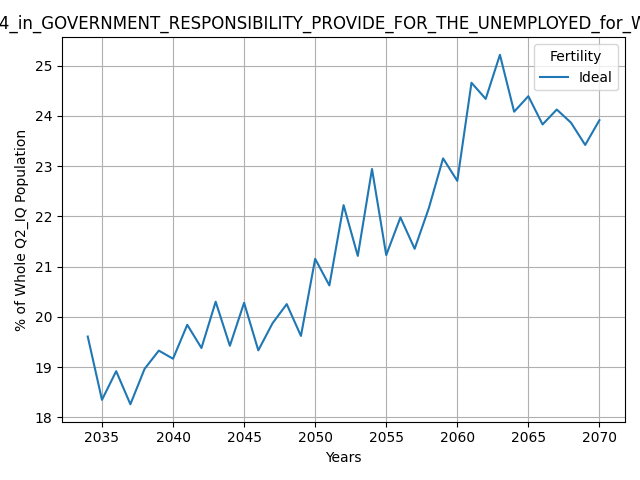 4_in_GOVERNMENT_RESPONSIBILITY_PROVIDE_FOR_THE_UNEMPLOYED_for_W
Fertility
Ideal
25
24
23
22
21
20
19
18
% of Whole Q2_IQ Population
2035 2040 2045 2050 2055 2060 2065 2070
Years